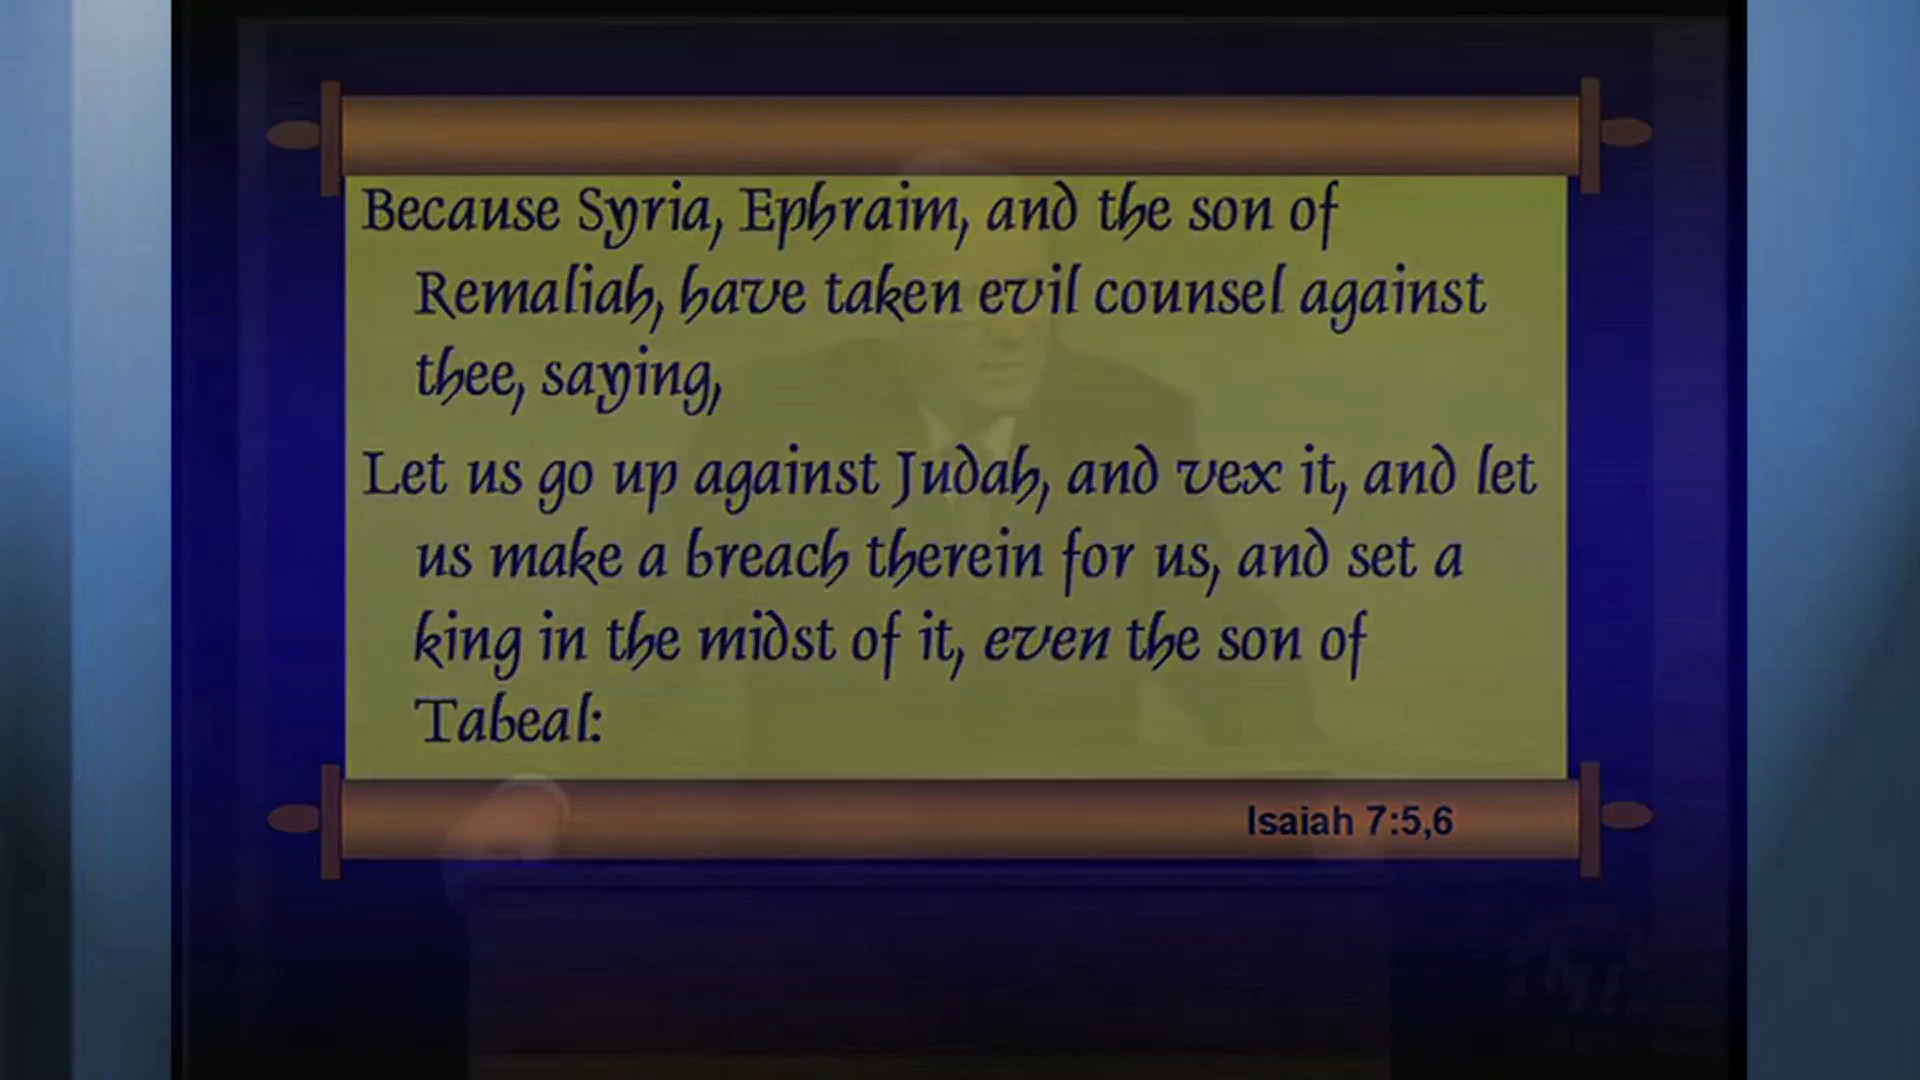 Because Syria, Ephraim, and the son of
Remaliah, have taken evil counsel against
thee, saying,
Let us go up against Judah, and vex it, and let
us make a breach therein for us, and set a
king in the midst of it, even the son of
Tabeal:
Isaiah 7:5,6